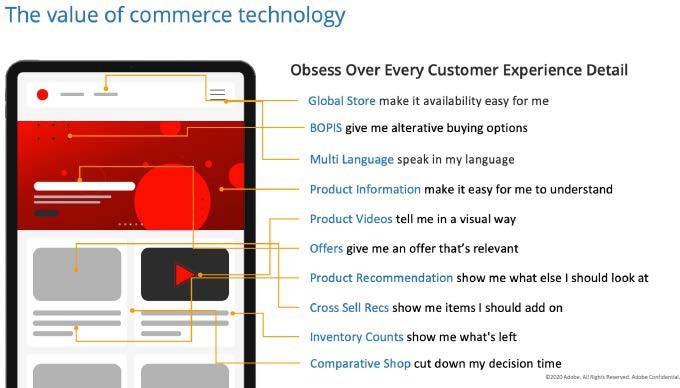 The value of commerce technology
Obsess Over Every Customer Experience Detail
Global Store make it availability easy for me
BOPIS give me alterative buying options
Multi Language speak in my language
Product Information make it easy for me to understand
Product Videos tell me in a visual way
Offers give me an offer that's relevant
Product Recommendation show me what else I should look at
Cross Sell Recs show me items I should add on
Inventory Counts show me what's left
Comparative Shop cut down my decision time
©2020 Adobe. All Rights Reserved. Adobe Confidential.